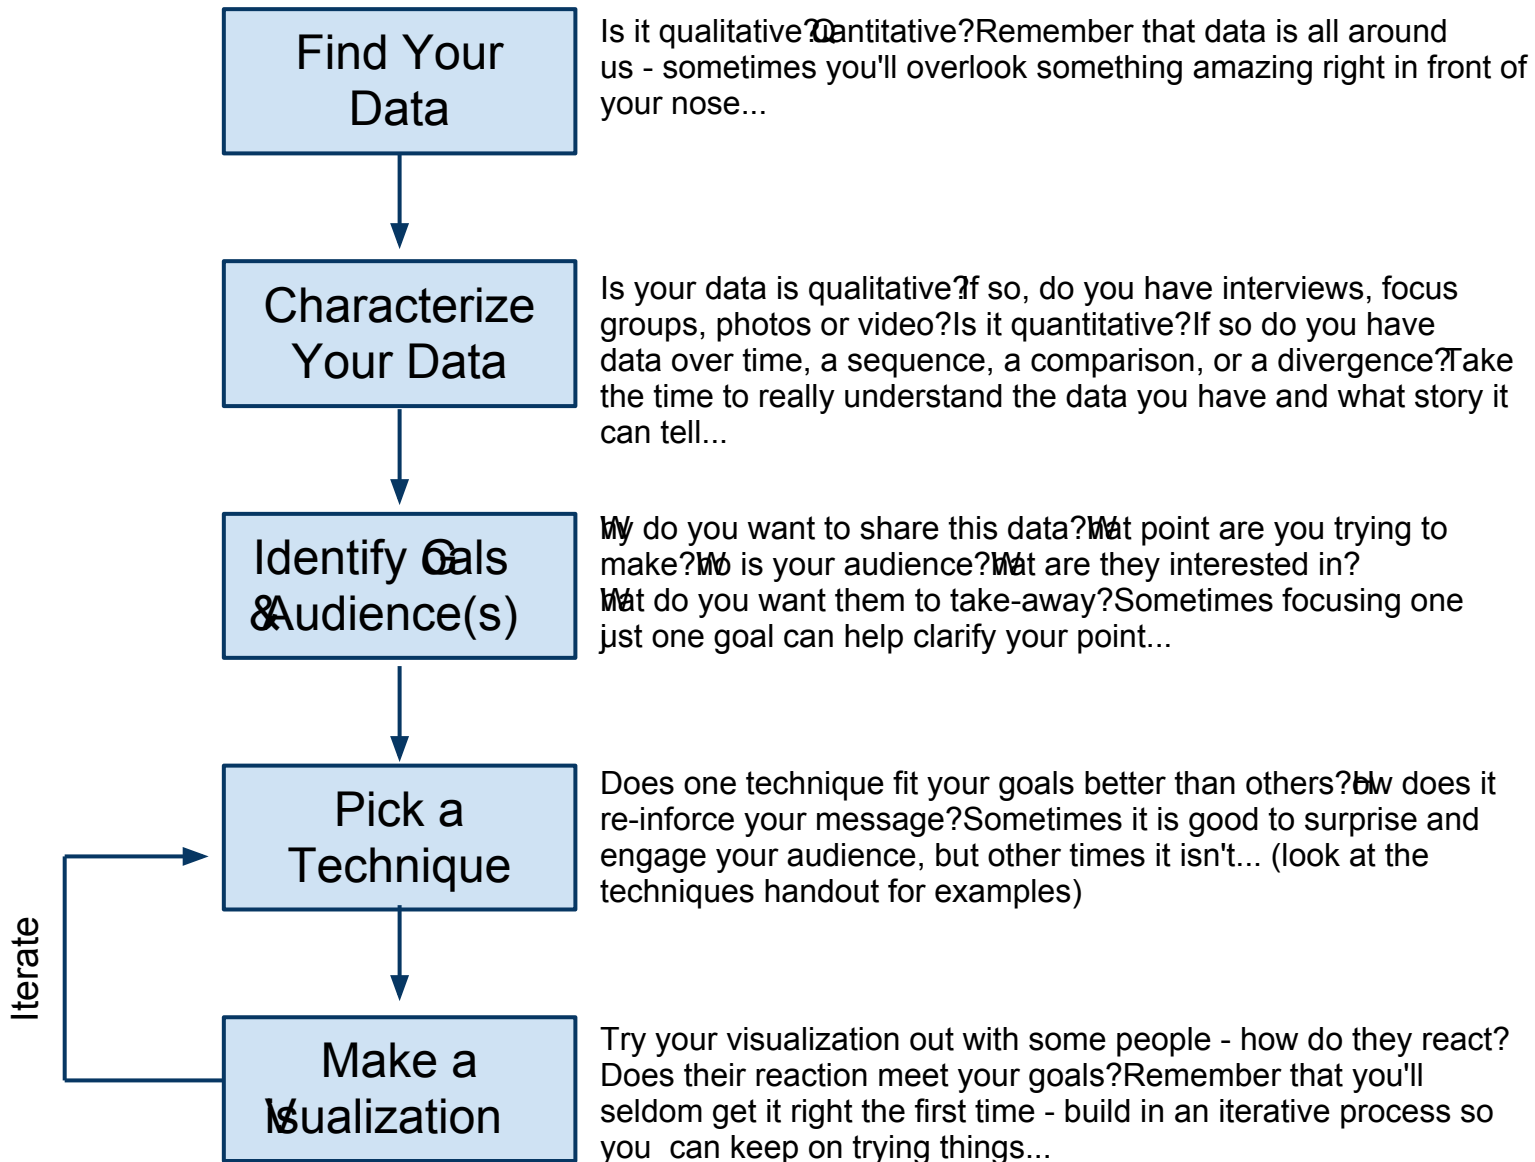 Find Your
Data
Is it qualitative? Quantitative? Remember that data is all around
us - sometimes you'll overlook something amazing right in front of
your nose...
Characterize
Your Data
Is your data is qualitative? If so, do you have interviews, focus
groups, photos or video? Is it quantitative? If so do you have
data over time, a sequence, a comparison, or a divergence? Take
the time to really understand the data you have and what story it
can tell...
Identify Goals
& Audience(s)
Why do you want to share this data? What point are you trying to
make? Who is your audience? What are they interested in?
What do you want them to take-away? Sometimes focusing one
just one goal can help clarify your point...
Pick a
Technique
Does one technique fit your goals better than others? How does it
re-inforce your message? Sometimes it is good to surprise and
engage your audience, but other times it isn't... (look at the
techniques handout for examples)
Iterate
Make a
Visualization
Try your visualization out with some people - how do they react?
Does their reaction meet your goals? Remember that you'll
seldom get it right the first time - build in an iterative process so
you can keep on trying things...